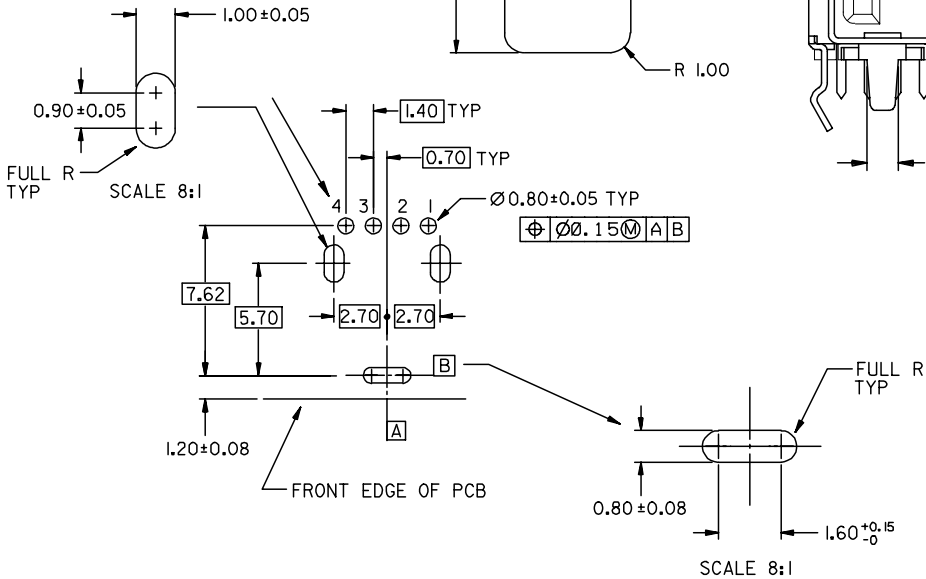 1.00±0.05
R 1.00
0.90±0.05
1.40 TYP
0.70 TYP
FULL R
TYP
SCALE 8:1
4 3 2 1
Ø0.80±0.05 TYP
⌖ Ø0.15Ⓜ A B
7.62
5.70
2.70 2.70
B
FULL R
TYP
A
1.20±0.08
FRONT EDGE OF PCB
0.80±0.08
1.60 +0.15
-0
SCALE 8:1